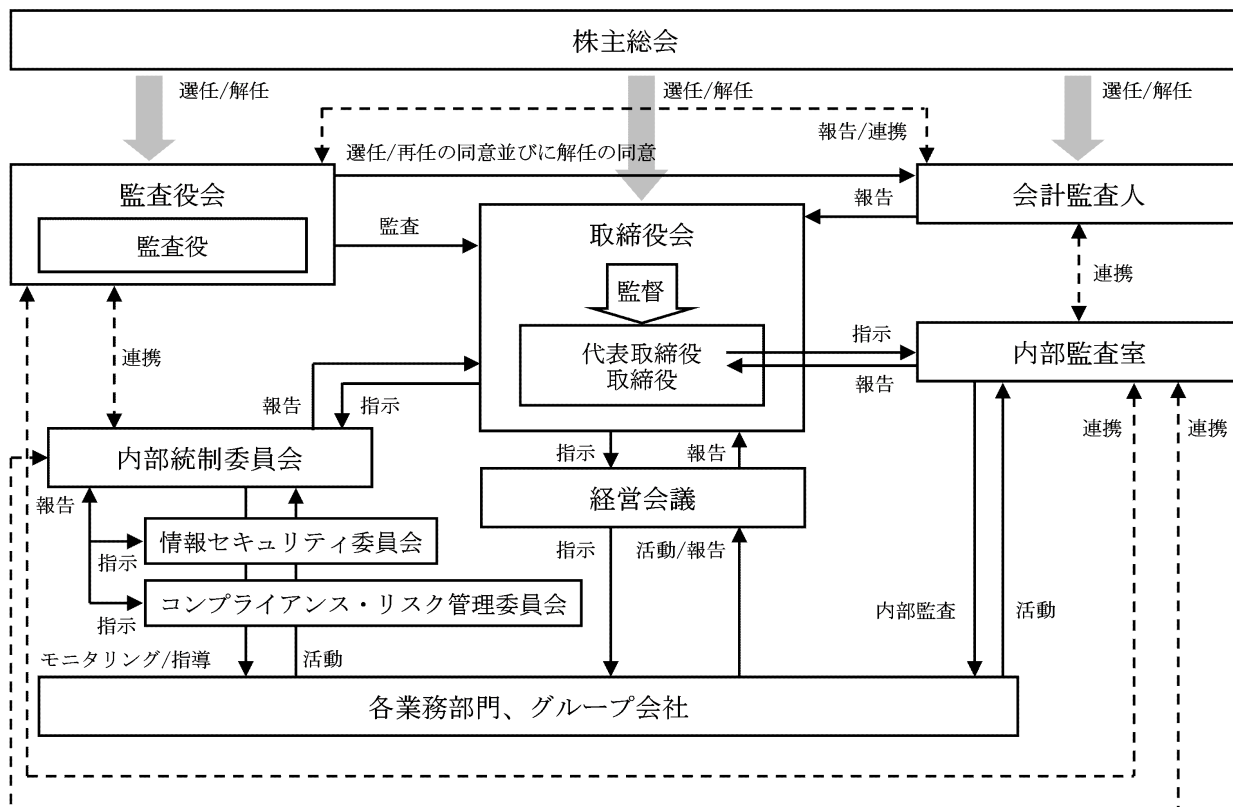 株主総会
選任/解任
選任/解任
選任/解任
報告/連携
選任/再任の同意並びに解任の同意
監査役会
監査役
監査
取締役会
監督
代表取締役
取締役
会計監査人
報告
連携
指示
報告
内部監査室
連携
報告
指示
内部統制委員会
指示
報告
経営会議
連携
連携
報告
情報セキュリティ委員会
指示
コンプライアンス・リスク管理委員会
指示
指示
活動/報告
内部監査
活動
モニタリング/指導
活動
各業務部門、グループ会社